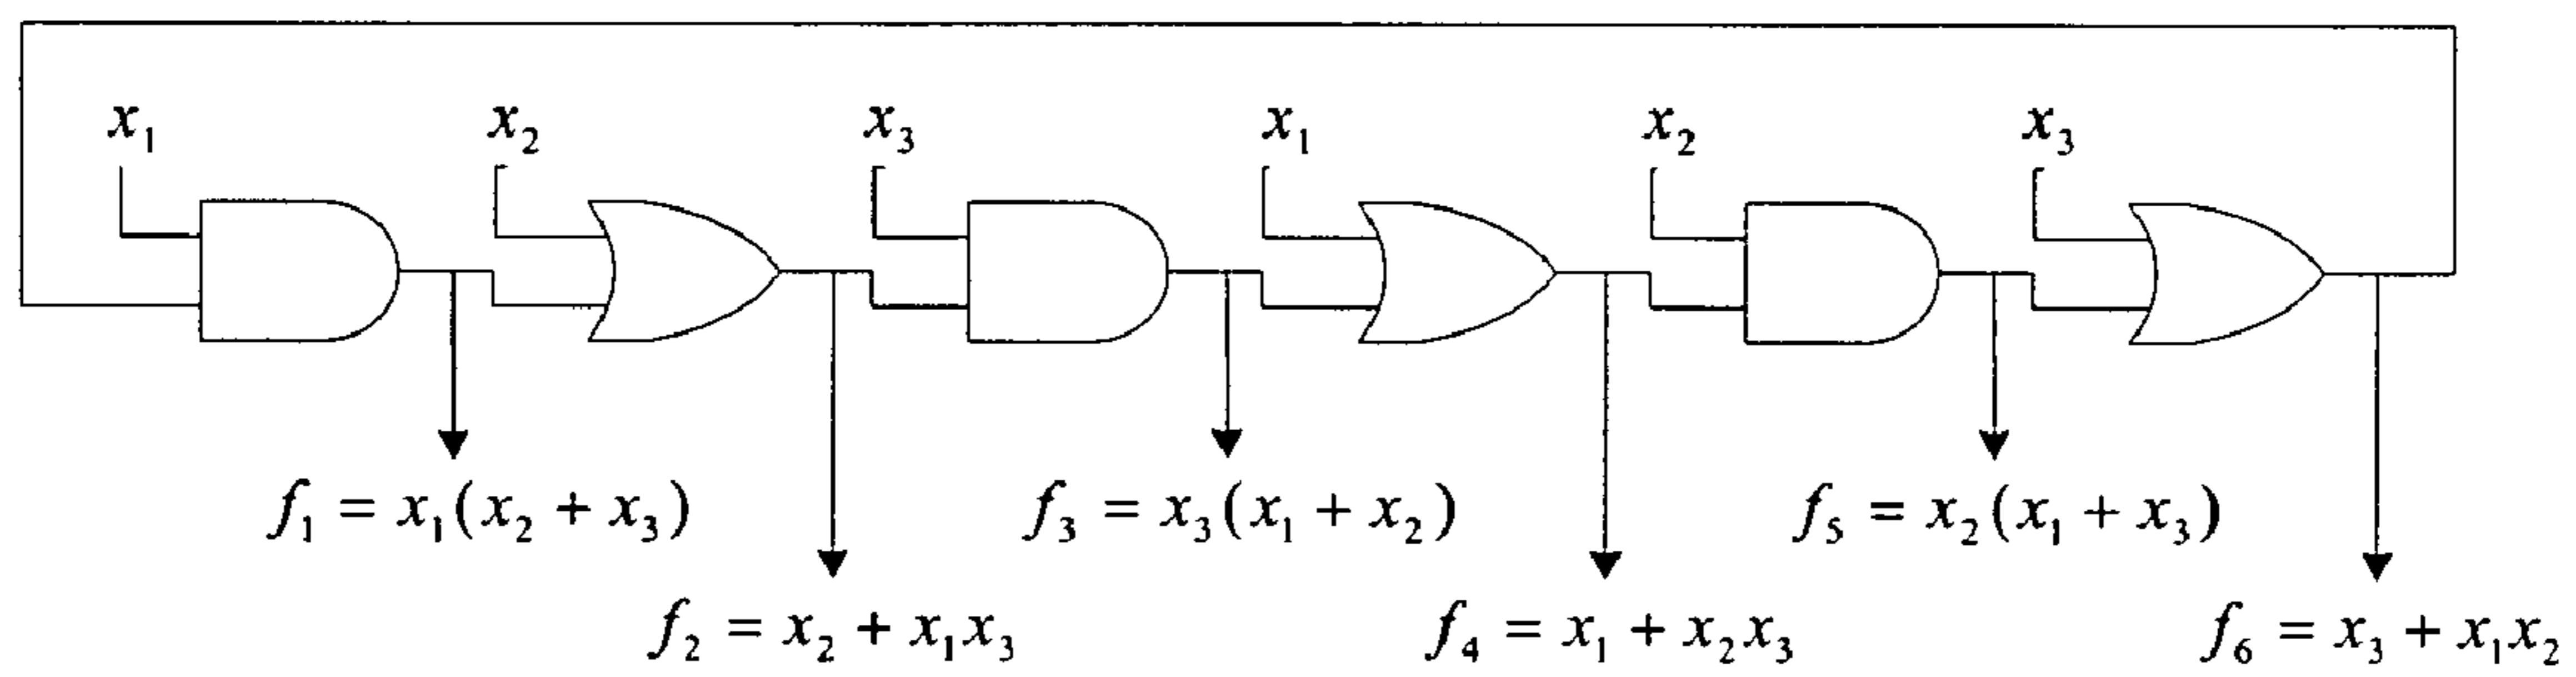 x₁ x₂ x₃ x₁ x₂ x₃
f₁ = x₁(x₂ + x₃) f₃ = x₃(x₁ + x₂) f₅ = x₂(x₁ + x₃)
f₂ = x₂ + x₁x₃ f₄ = x₁ + x₂x₃ f₆ = x₃ + x₁x₂